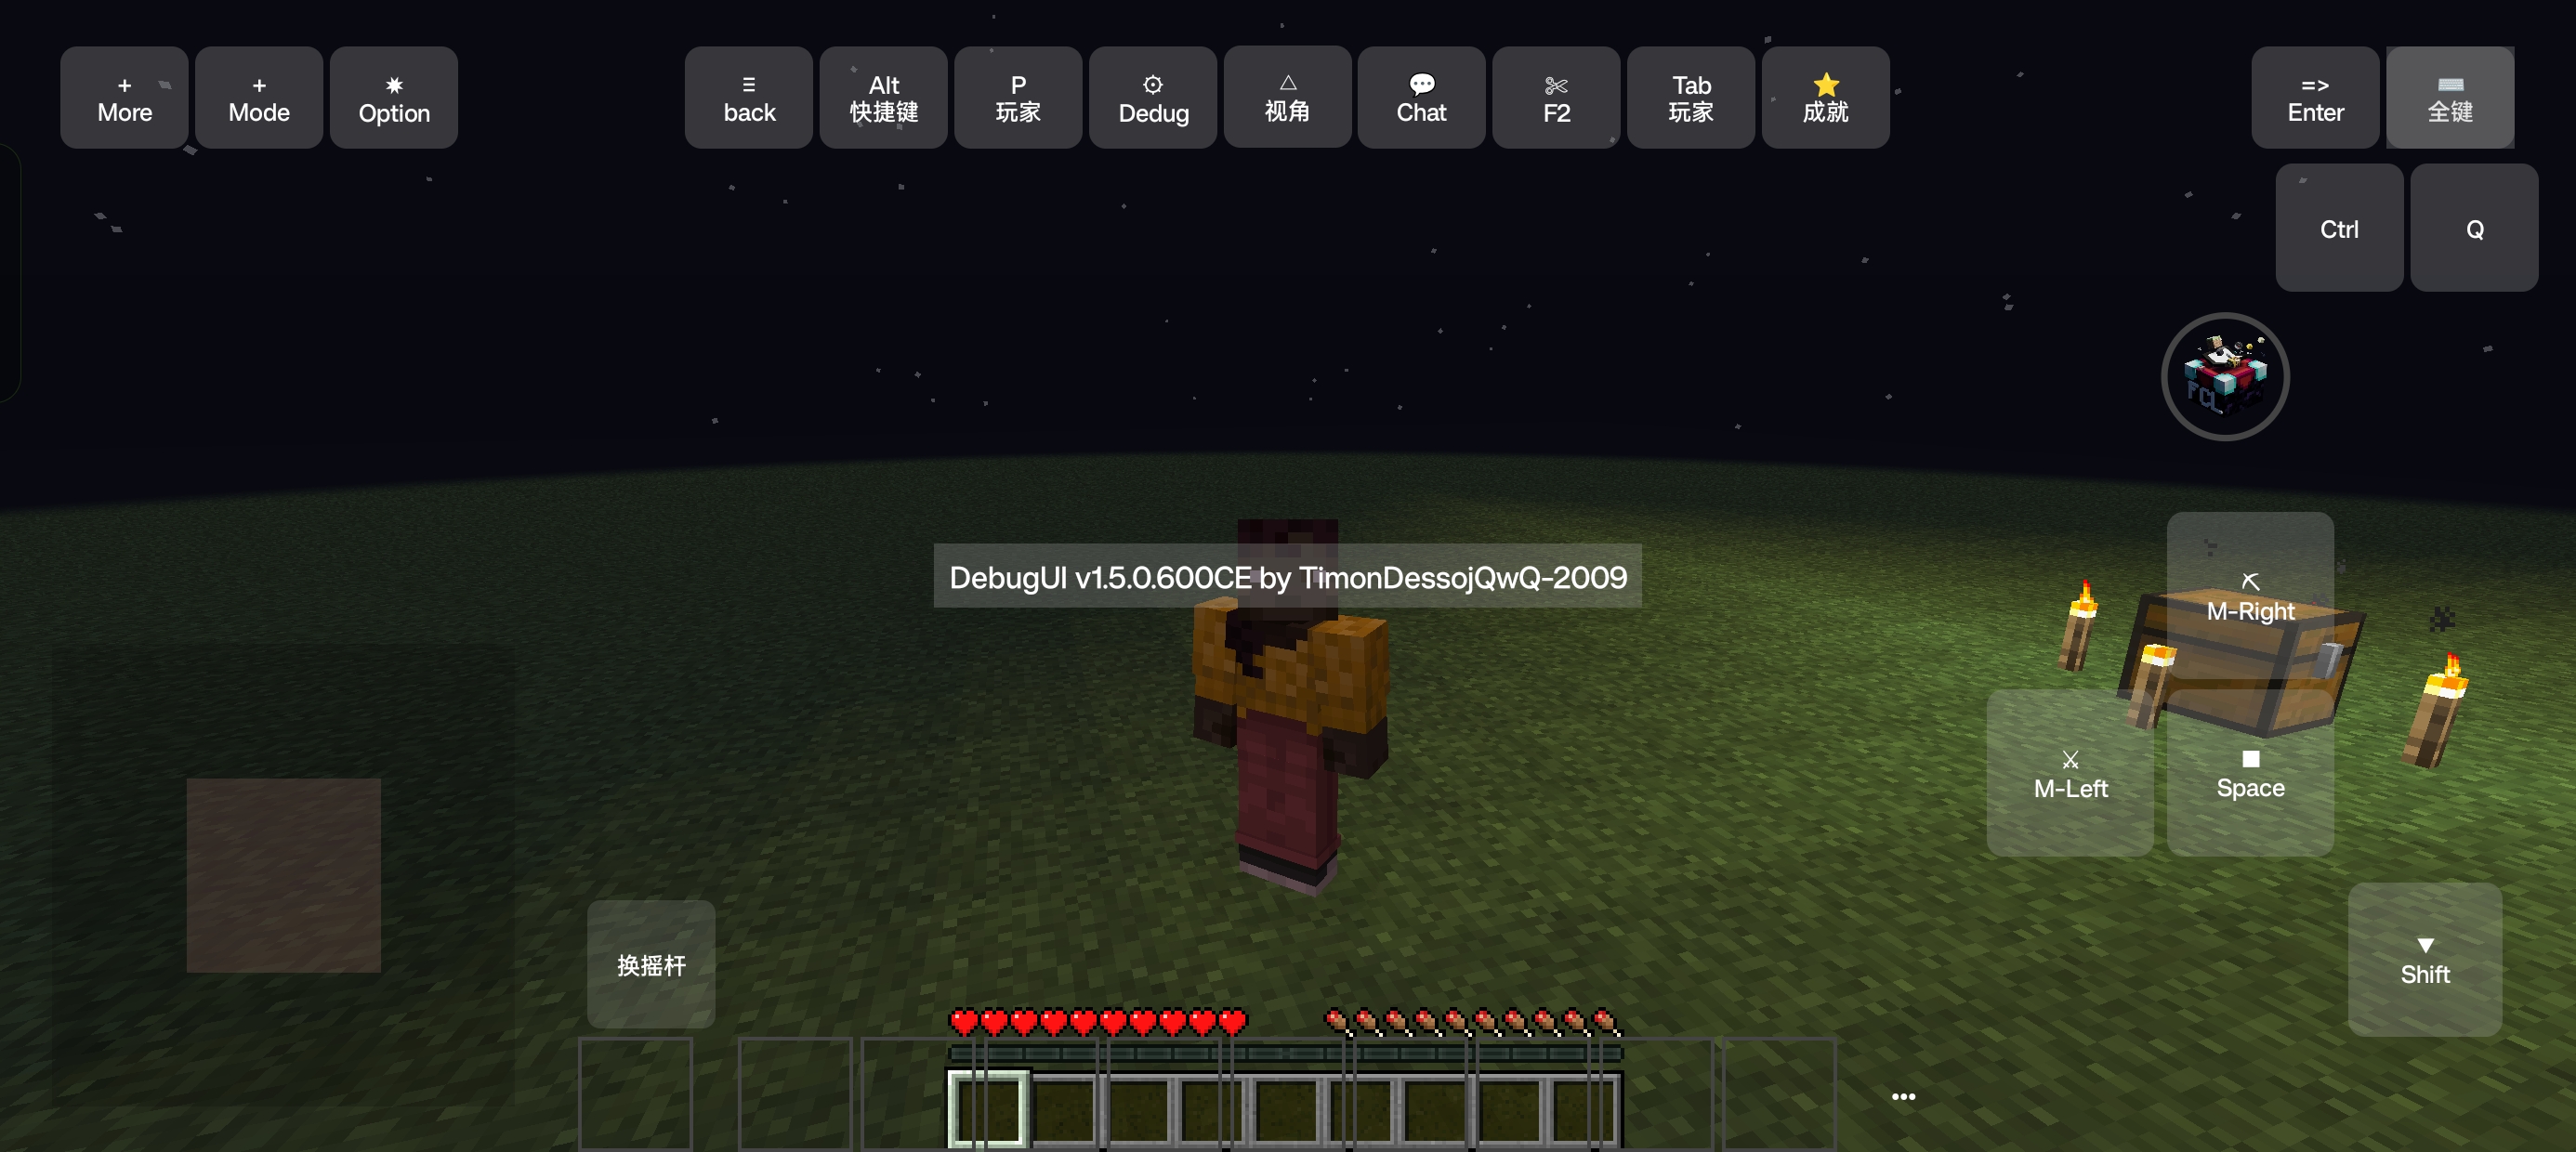 +
More
+
Mode
Option
back
Alt
快捷键
P
玩家
Dedug
视角
Chat
F2
Tab
玩家
成就
=>
Enter
全键
Ctrl
Q
FCL
DebugUI v1.5.0.600CE by TimonDessojQwQ-2009
M-Right
M-Left
Space
换摇杆
Shift
•••